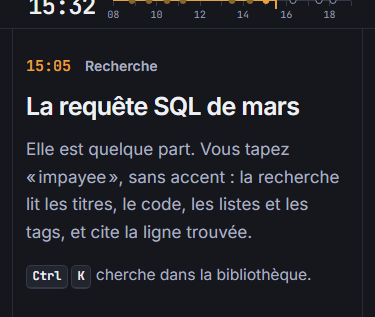 15:32
08 10 12 14 16 18
15:05 Recherche
La requête SQL de mars
Elle est quelque part. Vous tapez
« impayee », sans accent : la recherche
lit les titres, le code, les listes et les
tags, et cite la ligne trouvée.
Ctrl K cherche dans la bibliothèque.